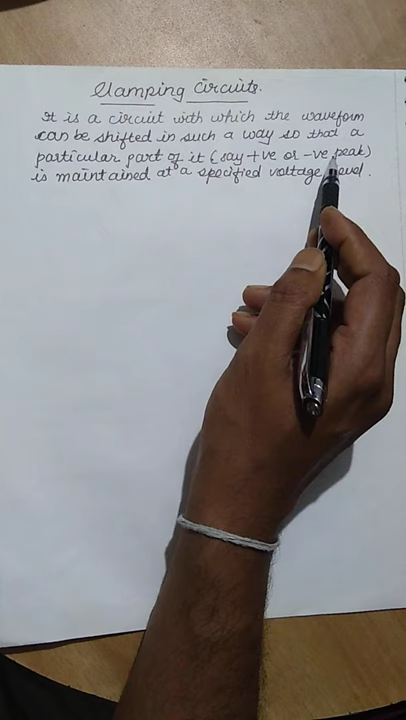 Clamping Circuits.
It is a circuit with which the waveform
can be shifted in such a way so that a
particular part of it (say +ve or -ve peak)
is maintained at a specified voltage level.